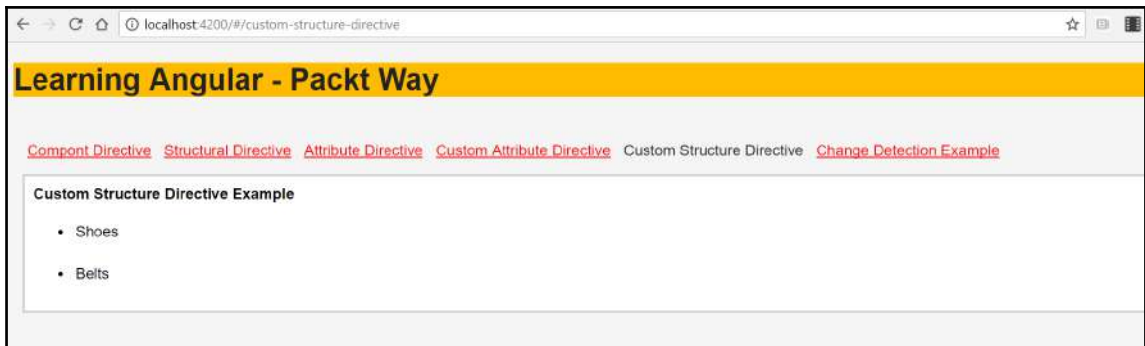 localhost:4200/#/custom-structure-directive
Learning Angular - Packt Way
Compont Directive Structural Directive Attribute Directive Custom Attribute Directive Custom Structure Directive Change Detection Example
Custom Structure Directive Example
• Shoes
• Belts